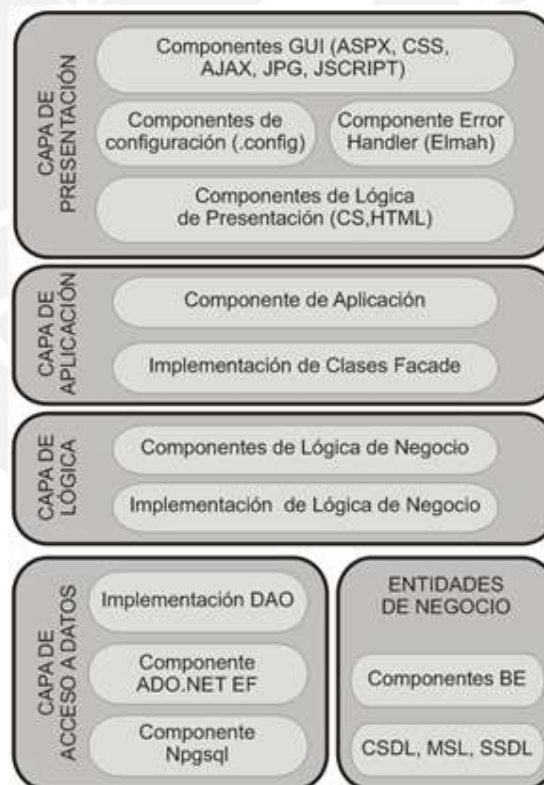 CAPA DE
PRESENTACIÓN
Componentes GUI (ASPX, CSS,
AJAX, JPG, JSCRIPT)
Componentes de
configuración (.config)
Componente Error
Handler (Elmah)
Componentes de Lógica
de Presentación (CS,HTML)
CAPA DE
APLICACIÓN
Componente de Aplicación
Implementación de Clases Facade
CAPA DE
LÓGICA
Componentes de Lógica de Negocio
Implementación de Lógica de Negocio
CAPA DE
ACCESO A DATOS
Implementación DAO
Componente
ADO.NET EF
Componente
Npgsql
ENTIDADES
DE NEGOCIO
Componentes BE
CSDL, MSL, SSDL